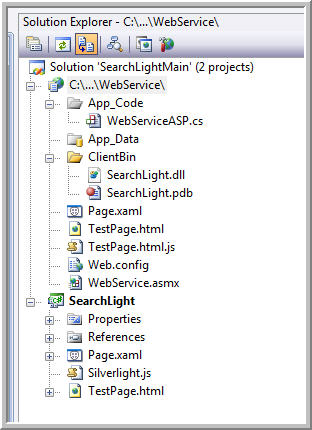 Solution Explorer - C:\...\WebService\
Solution 'SearchLightMain' (2 projects)
C:\...\WebService\
App_Code
WebServiceASP.cs
App_Data
ClientBin
SearchLight.dll
SearchLight.pdb
Page.xaml
TestPage.html
TestPage.html.js
Web.config
WebService.asmx
SearchLight
Properties
References
Page.xaml
Silverlight.js
TestPage.html